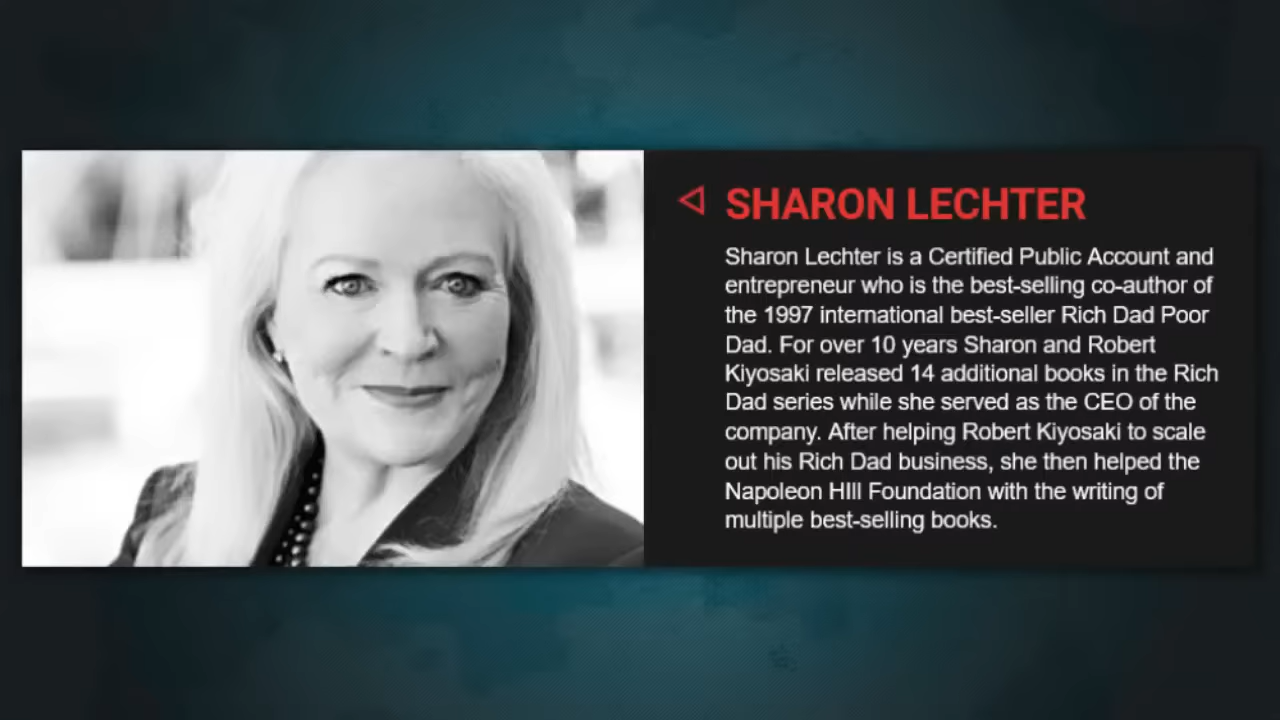 SHARON LECHTER
Sharon Lechter is a Certified Public Account and
entrepreneur who is the best-selling co-author of
the 1997 international best-seller Rich Dad Poor
Dad. For over 10 years Sharon and Robert
Kiyosaki released 14 additional books in the Rich
Dad series while she served as the CEO of the
company. After helping Robert Kiyosaki to scale
out his Rich Dad business, she then helped the
Napoleon HIll Foundation with the writing of
multiple best-selling books.